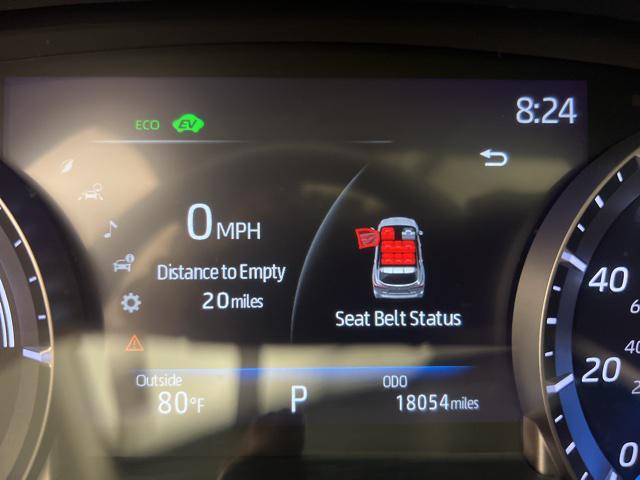 8:24
ECO EV
0 MPH
Distance to Empty
20 miles
Seat Belt Status
Outside
80°F
P
ODO
18054 miles
40
20
0